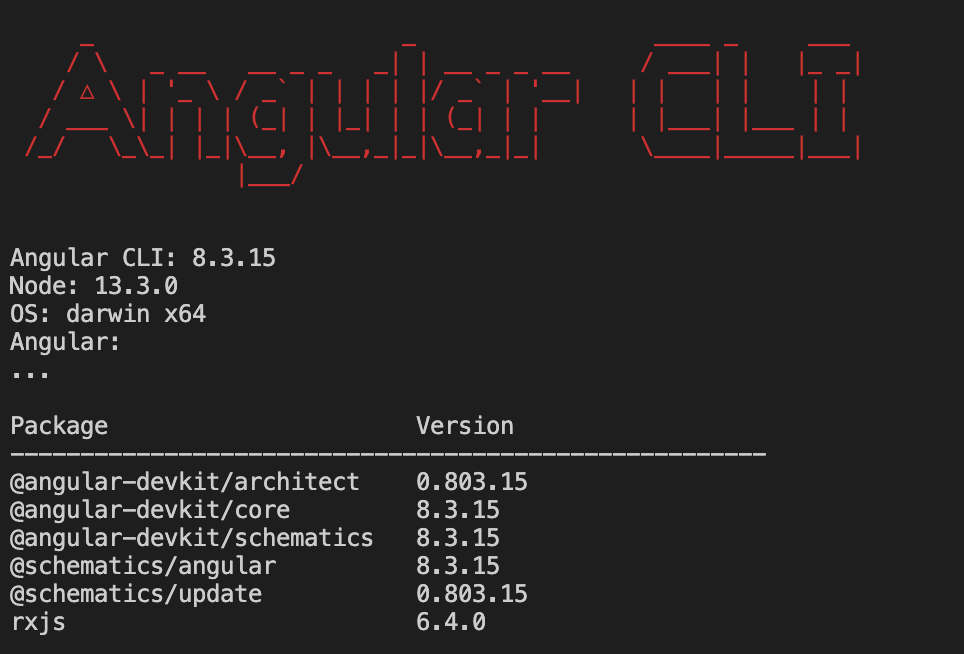 Angular CLI
Angular CLI: 8.3.15
Node: 13.3.0
OS: darwin x64
Angular:
...
Package Version
------------------------------------------------------
@angular-devkit/architect 0.803.15
@angular-devkit/core 8.3.15
@angular-devkit/schematics 8.3.15
@schematics/angular 8.3.15
@schematics/update 0.803.15
rxjs 6.4.0